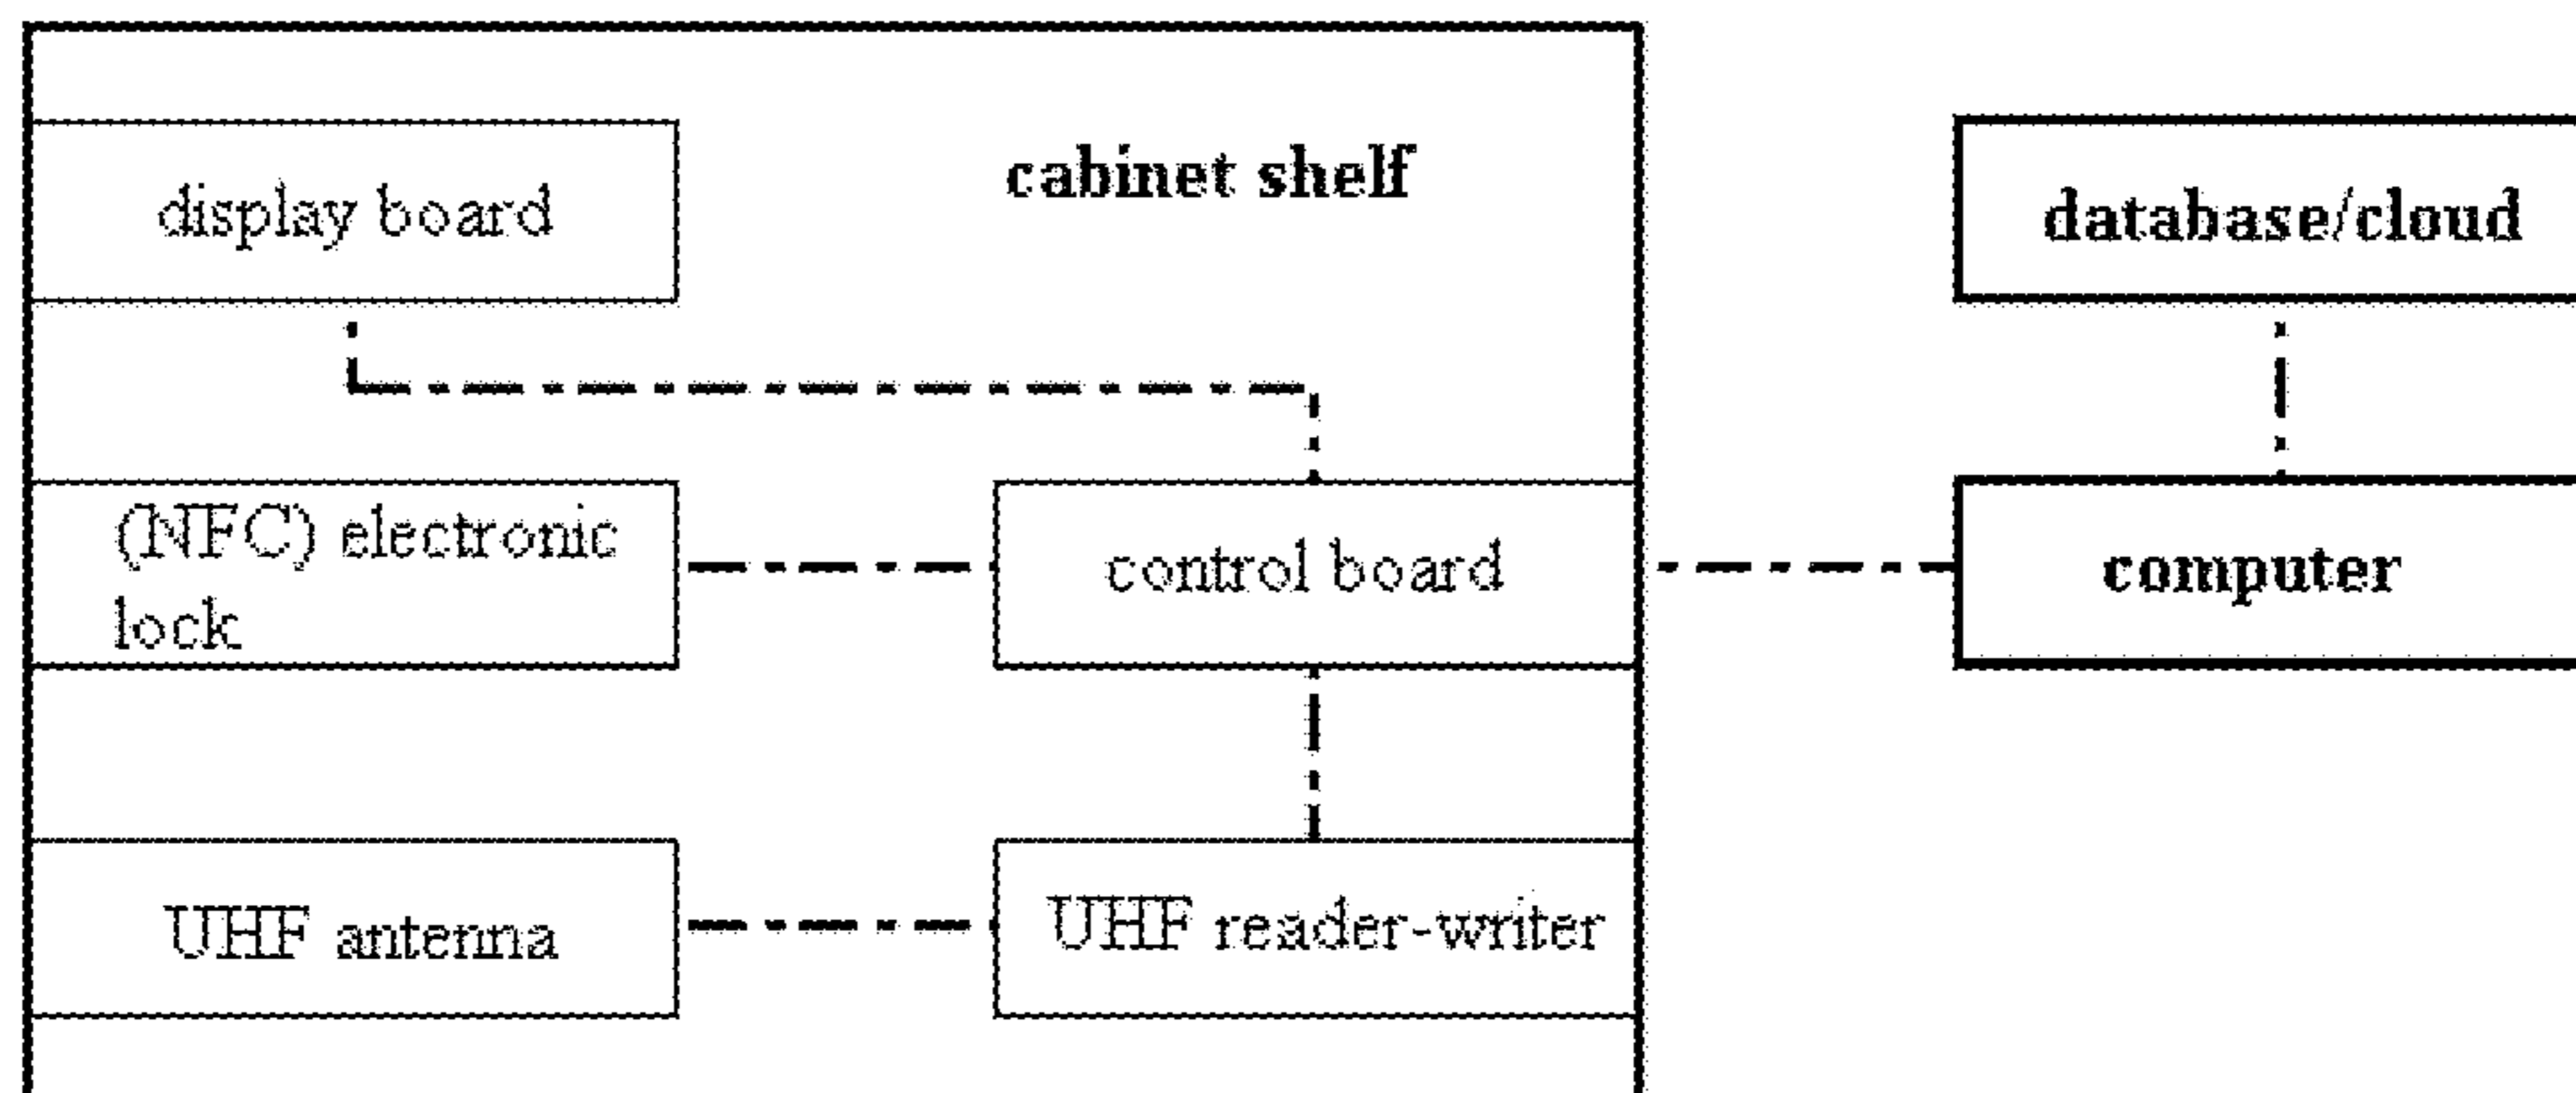 cabinet shelf
display board
database/cloud
(NFC) electronic
lock
control board
computer
UHF antenna
UHF reader-writer